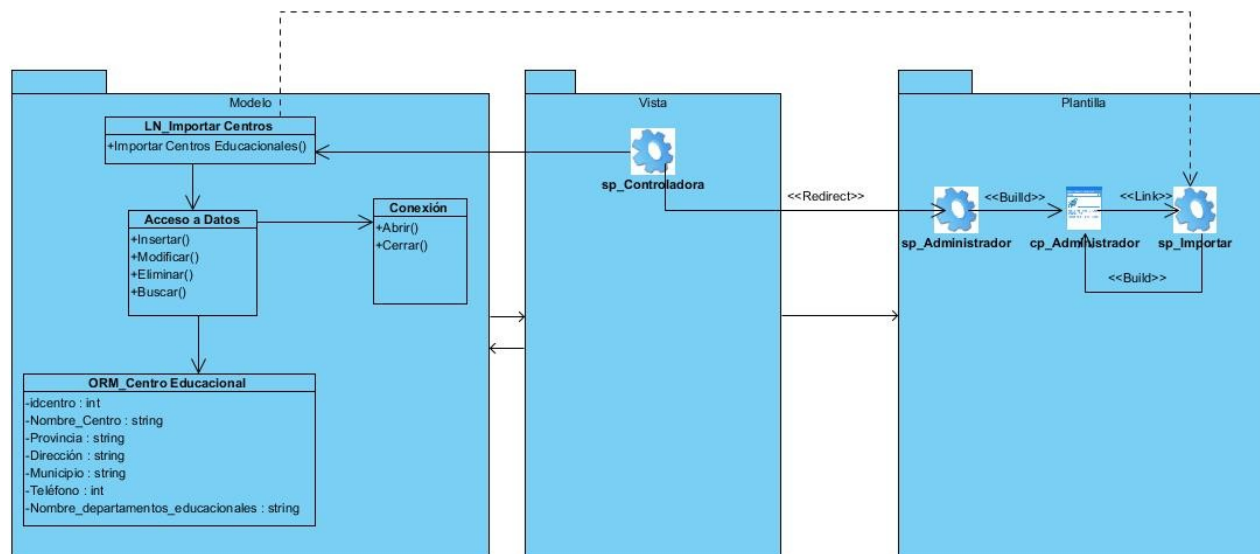 Modelo
LN_Importar Centros
+Importar Centros Educacionales()
Acceso a Datos
+Insertar()
+Modificar()
+Eliminar()
+Buscar()
Conexión
+Abrir()
+Cerrar()
ORM_Centro Educacional
-idcentro : int
-Nombre_Centro : string
-Provincia : string
-Dirección : string
-Municipio : string
-Teléfono : int
-Nombre_departamentos_educacionales : string
Vista
sp_Controladora
<<Redirect>>
Plantilla
sp_Administrador
<<Builld>>
cp_Administrador
<<Link>>
sp_Importar
<<Build>>